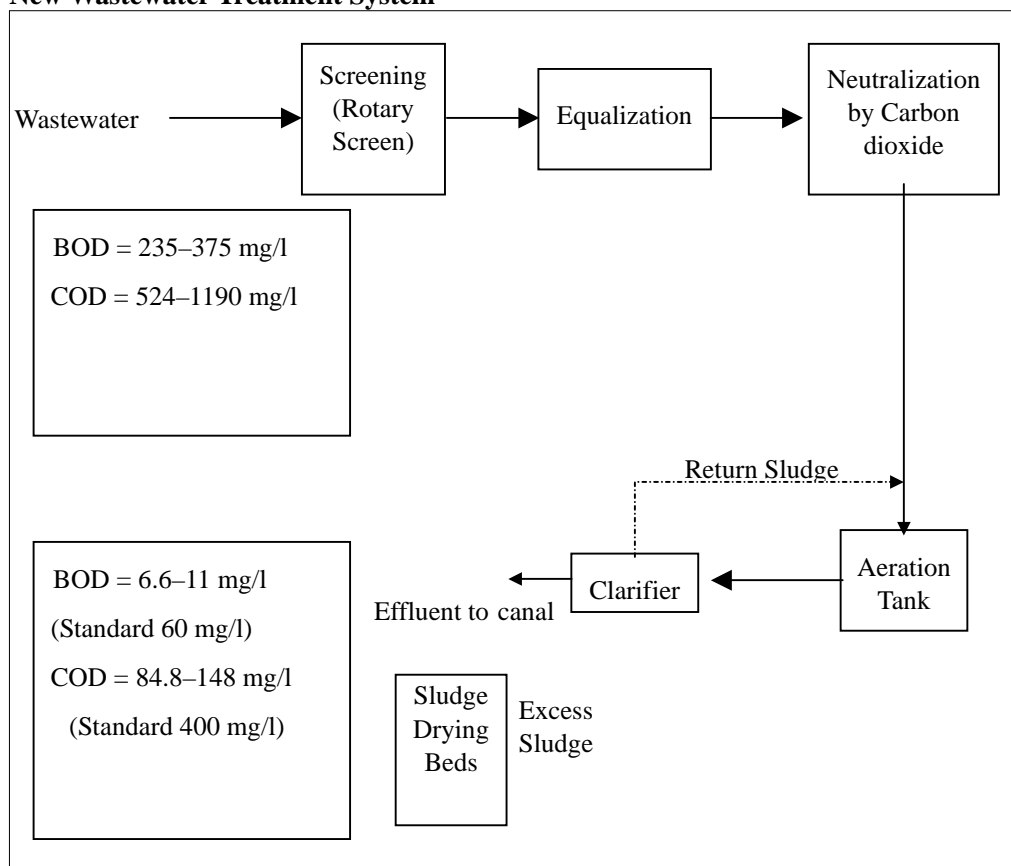 New Wastewater Treatment System
Wastewater
Screening
(Rotary
Screen)
Equalization
Neutralization
by Carbon
dioxide
BOD = 235–375 mg/l
COD = 524–1190 mg/l
Return Sludge
Aeration
Tank
Clarifier
Effluent to canal
BOD = 6.6–11 mg/l
(Standard 60 mg/l)
COD = 84.8–148 mg/l
(Standard 400 mg/l)
Sludge
Drying
Beds
Excess
Sludge